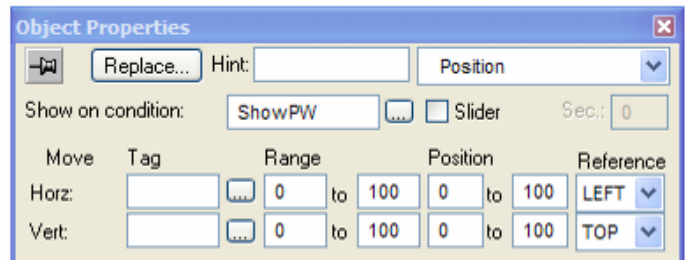 Object Properties
Replace... Hint: Position
Show on condition: ShowPW ... Slider Sec.: 0
Move Tag Range Position Reference
Horz: ... 0 to 100 0 to 100 LEFT
Vert: ... 0 to 100 0 to 100 TOP